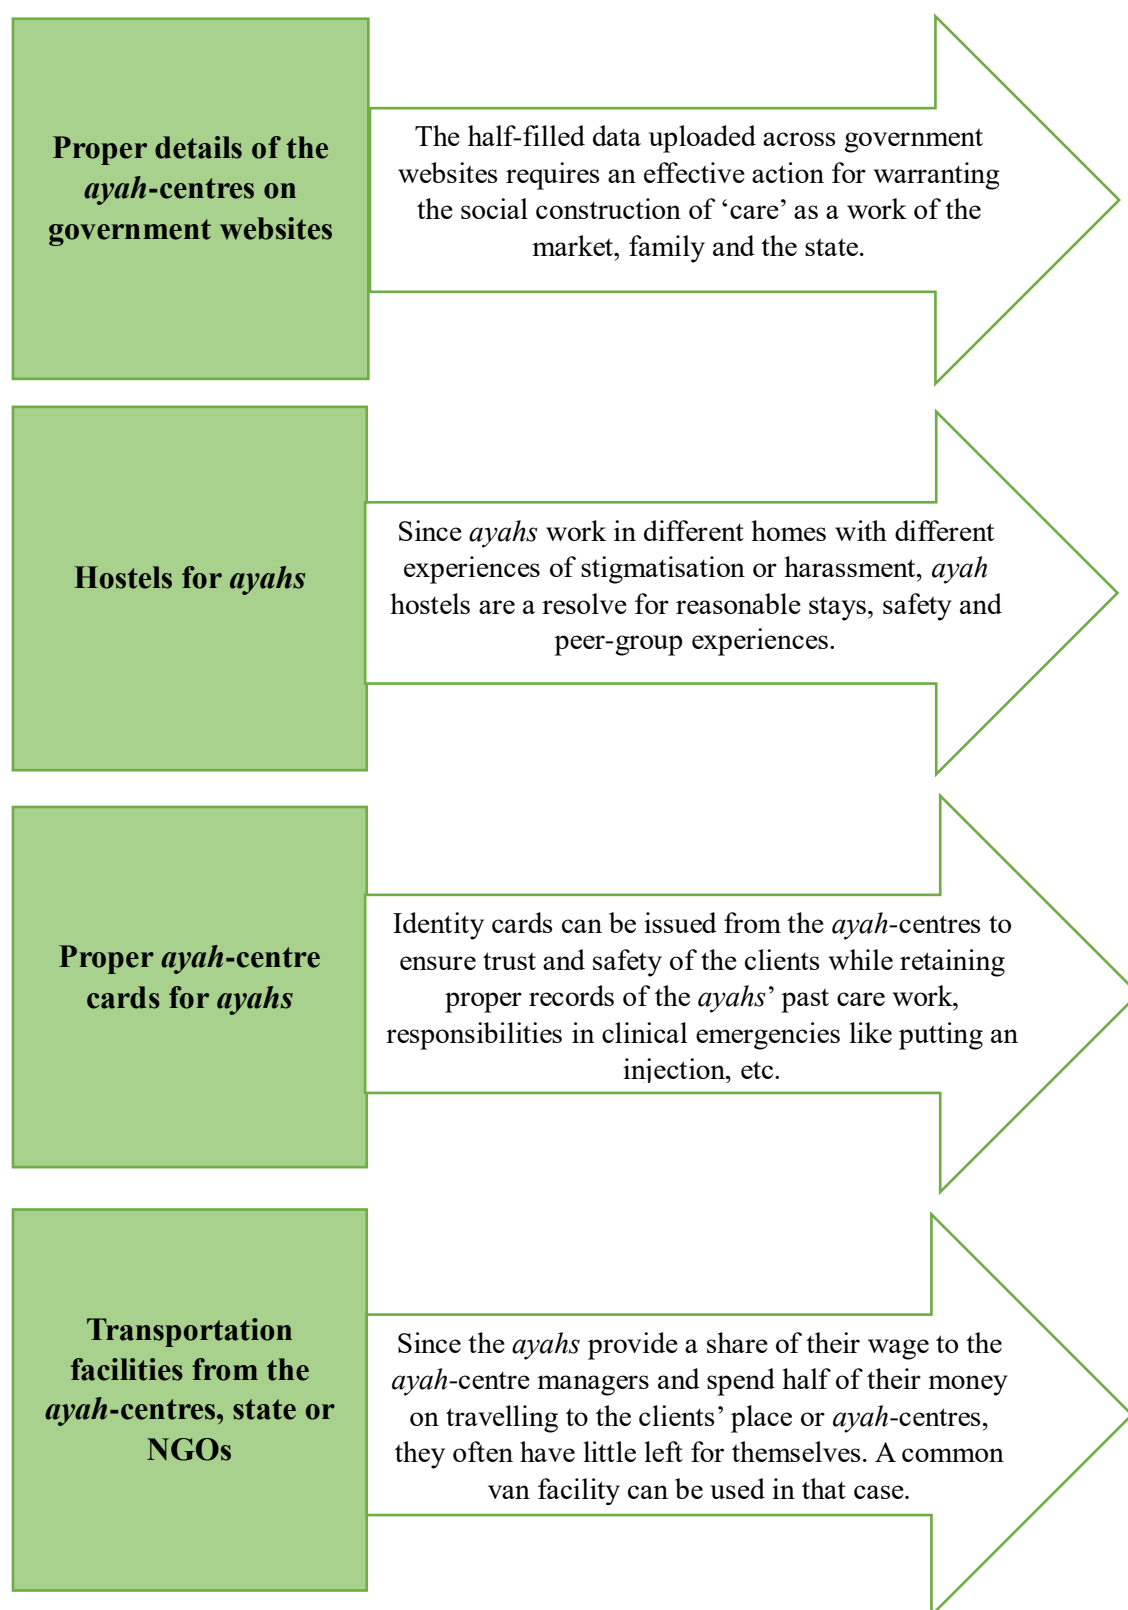 Proper details of the
ayah-centres on
government websites
The half-filled data uploaded across government
websites requires an effective action for warranting
the social construction of ‘care’ as a work of the
market, family and the state.
Hostels for ayahs
Since ayahs work in different homes with different
experiences of stigmatisation or harassment, ayah
hostels are a resolve for reasonable stays, safety and
peer-group experiences.
Proper ayah-centre
cards for ayahs
Identity cards can be issued from the ayah-centres to
ensure trust and safety of the clients while retaining
proper records of the ayahs’ past care work,
responsibilities in clinical emergencies like putting an
injection, etc.
Transportation
facilities from the
ayah-centres, state or
NGOs
Since the ayahs provide a share of their wage to the
ayah-centre managers and spend half of their money
on travelling to the clients’ place or ayah-centres,
they often have little left for themselves. A common
van facility can be used in that case.